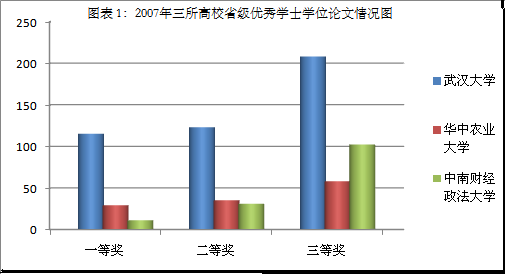 图表1：2007年三所高校省级优秀学士学位论文情况图
250
200
150
100
50
0
一等奖
二等奖
三等奖
武汉大学
华中农业
大学
中南财经
政法大学